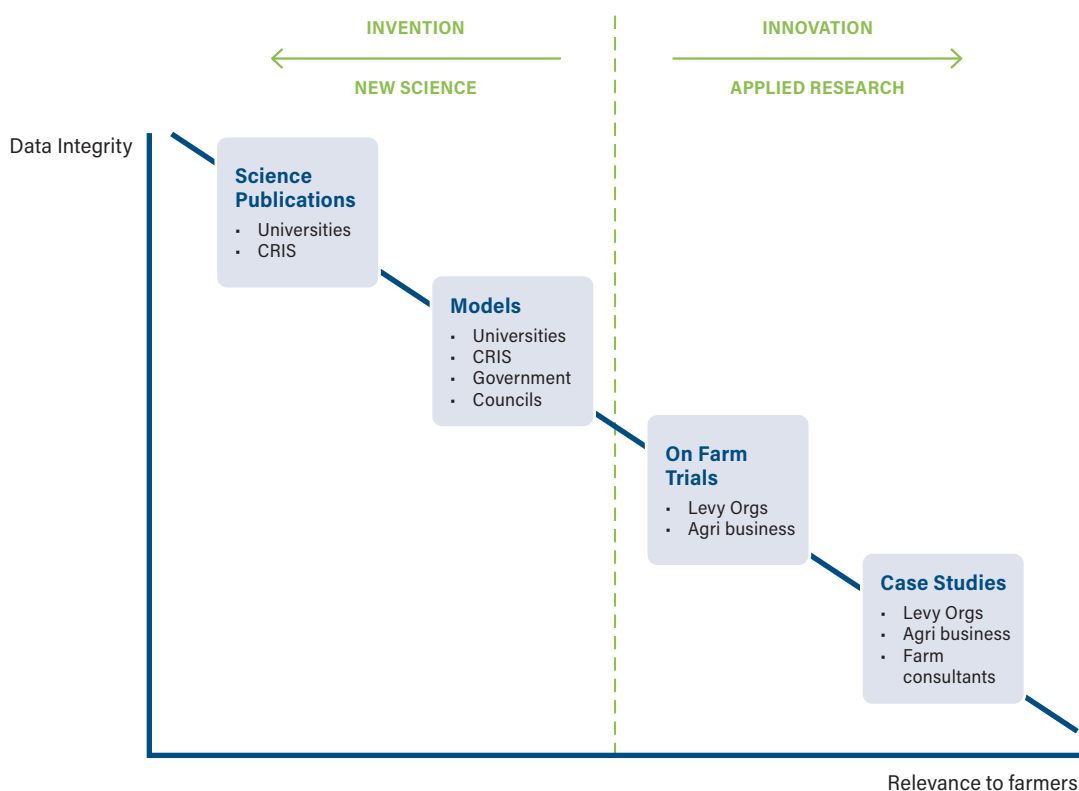 INVENTION
NEW SCIENCE
INNOVATION
APPLIED RESEARCH
Data Integrity
Science
Publications
▪ Universities
▪ CRIS
Models
▪ Universities
▪ CRIS
▪ Government
▪ Councils
On Farm
Trials
▪ Levy Orgs
▪ Agri business
Case Studies
▪ Levy Orgs
▪ Agri business
▪ Farm
consultants
Relevance to farmers